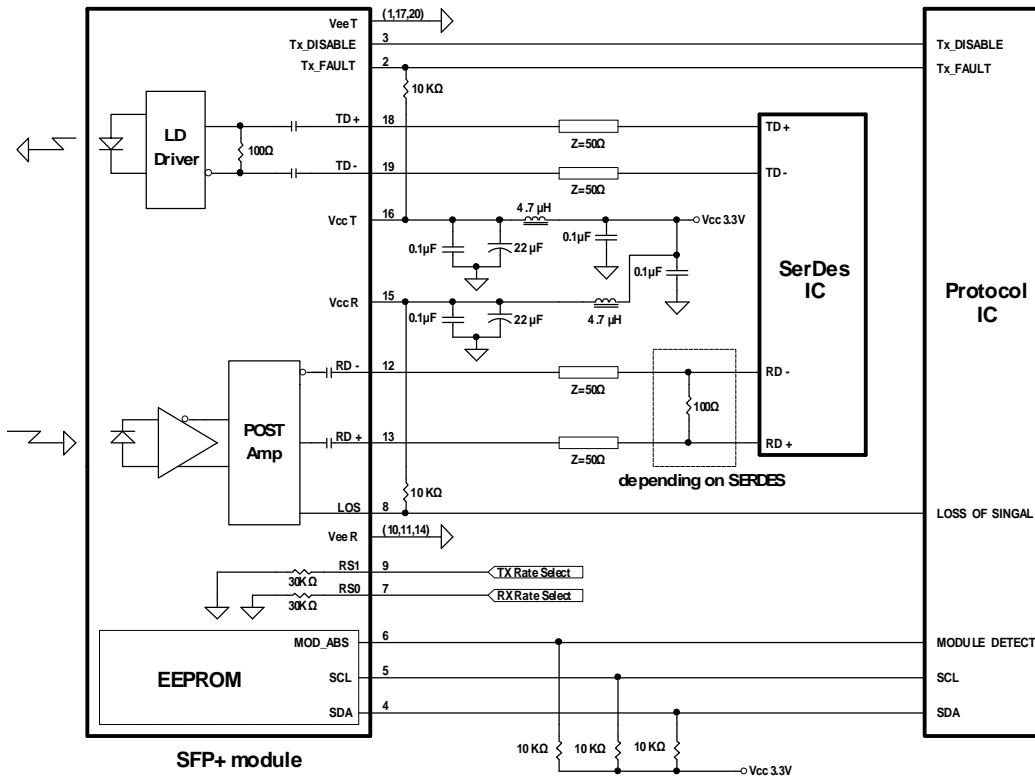 Vee T
(1,17,20)
Tx_DISABLE
3
Tx_DISABLE
Tx_FAULT
2
Tx_FAULT
10 KΩ
LD
Driver
100Ω
TD+
18
Z=50Ω
TD+
TD-
19
Z=50Ω
TD-
Vcc T
16
4.7 µH
Vcc 3.3V
0.1µF
22 µF
0.1µF
0.1µF
SerDes
IC
Protocol
IC
Vcc R
15
0.1µF
22 µF
4.7 µH
RD -
12
Z=50Ω
RD -
100Ω
POST
Amp
RD +
13
Z=50Ω
RD +
depending on SERDES
10 KΩ
LOS
8
LOSS OF SINGAL
Vee R
(10,11,14)
RS1
9
TX Rate Select
30KΩ
RS0
7
RX Rate Select
30KΩ
MOD_ABS
6
MODULE DETECT
EEPROM
SCL
5
SCL
SDA
4
SDA
10 KΩ
10 KΩ
10 KΩ
Vcc 3.3V
SFP+ module